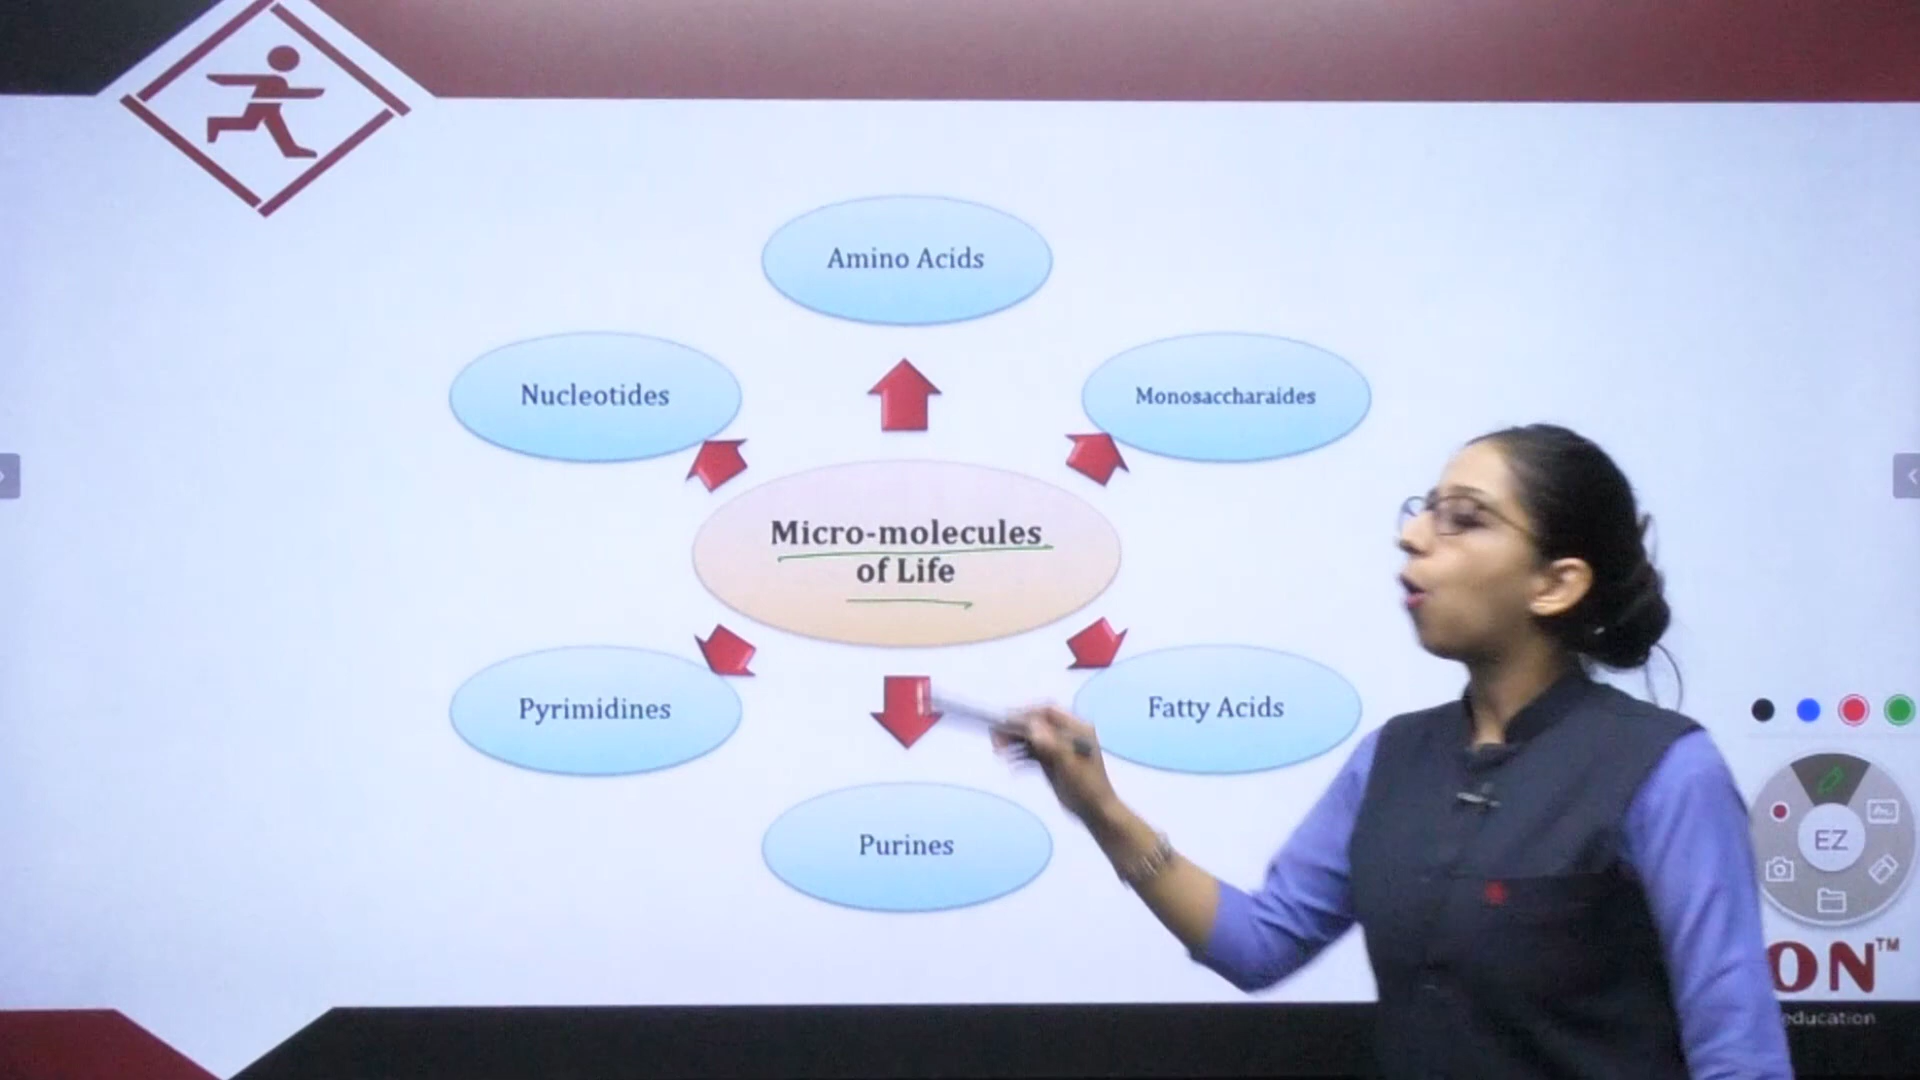 Amino Acids
Nucleotides
Monosaccharaides
Micro-molecules
of Life
Pyrimidines
Fatty Acids
Purines
EZ
ON™
education